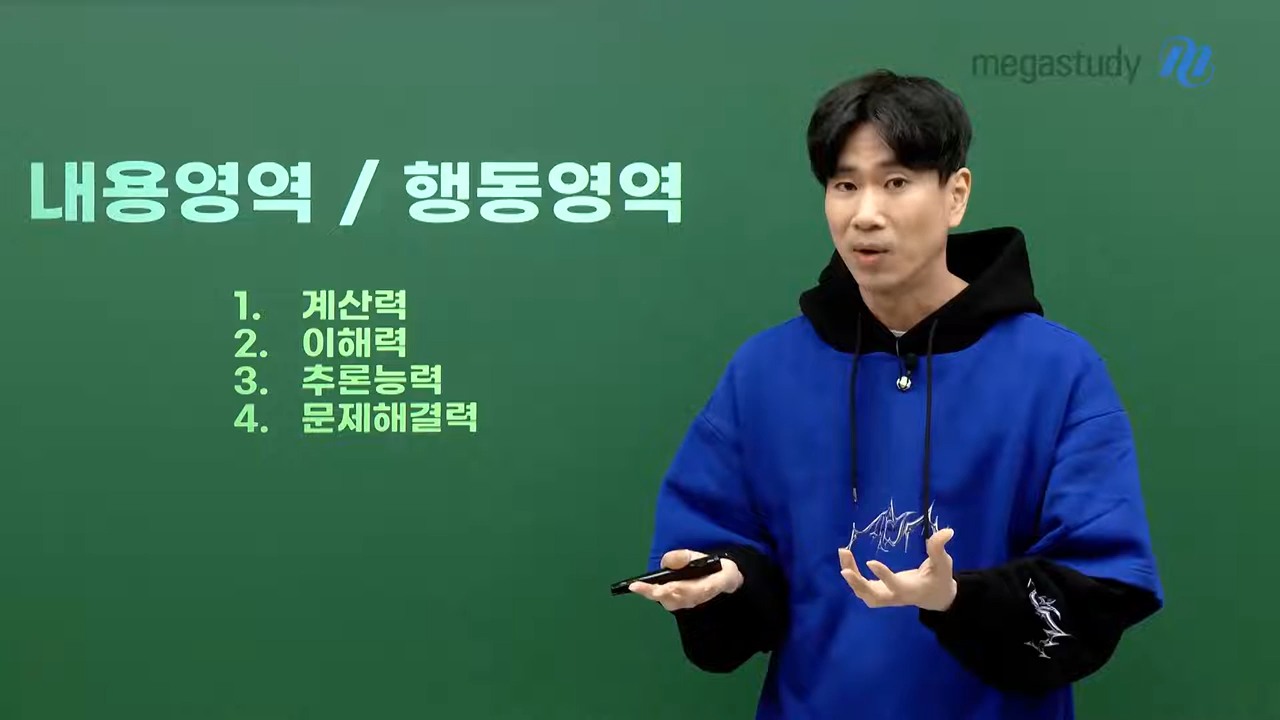 megastudy
내용영역 / 행동영역
1. 계산력
2. 이해력
3. 추론능력
4. 문제해결력